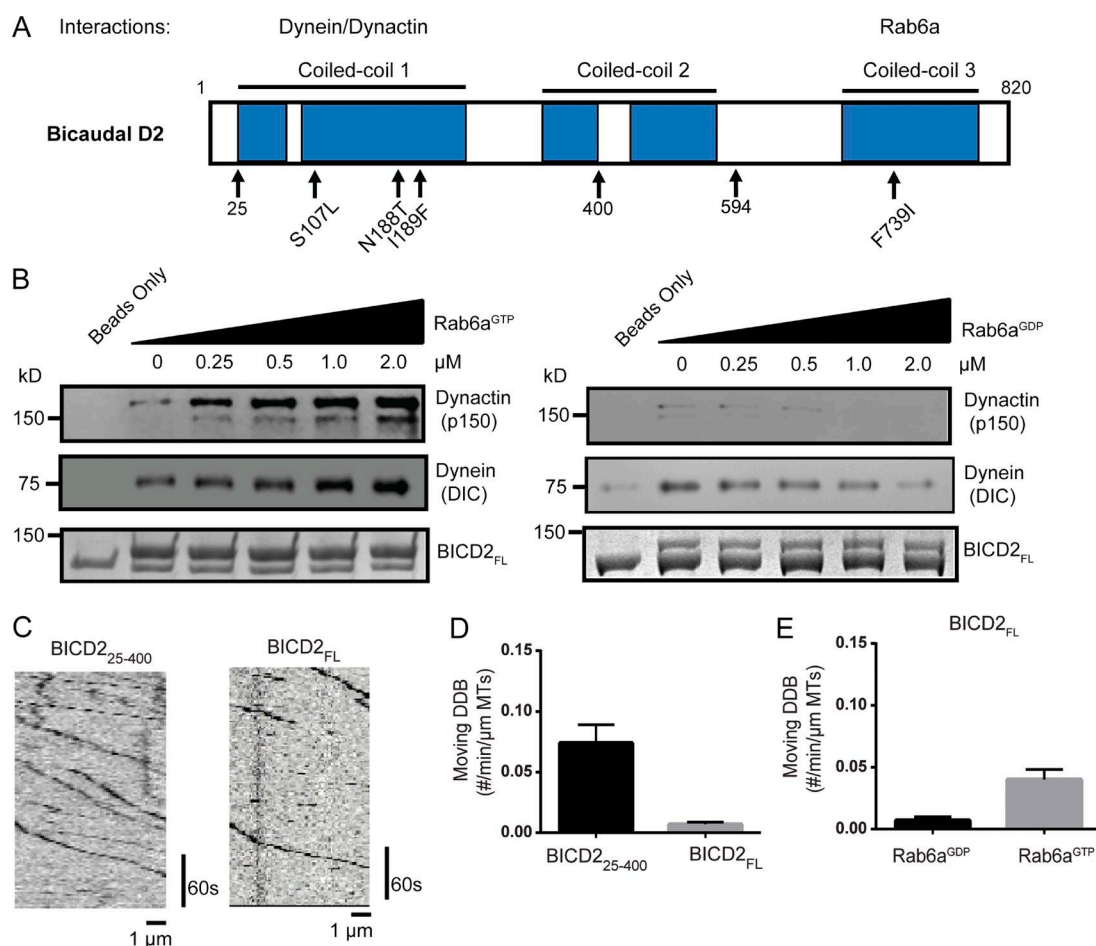 A
Interactions: Dynein/Dynactin Rab6a
Coiled-coil 1 Coiled-coil 2 Coiled-coil 3
1 820
Bicaudal D2
25 S107L N188T I189F 400 594 F739I
B
Beads Only Rab6aGTP
0 0.25 0.5 1.0 2.0 µM
kD
150 Dynactin (p150)
75 Dynein (DIC)
150 BICD2FL
Beads Only Rab6aGDP
0 0.25 0.5 1.0 2.0 µM
kD
150 Dynactin (p150)
75 Dynein (DIC)
150 BICD2FL
C
BICD225-400
60s
1 µm
BICD2FL
60s
1 µm
D
Moving DDB
(#/min/µm MTs)
0.15
0.10
0.05
0.00
BICD225-400 BICD2FL
E
BICD2FL
Moving DDB
(#/min/µm MTs)
0.15
0.10
0.05
0.00
Rab6aGDP Rab6aGTP